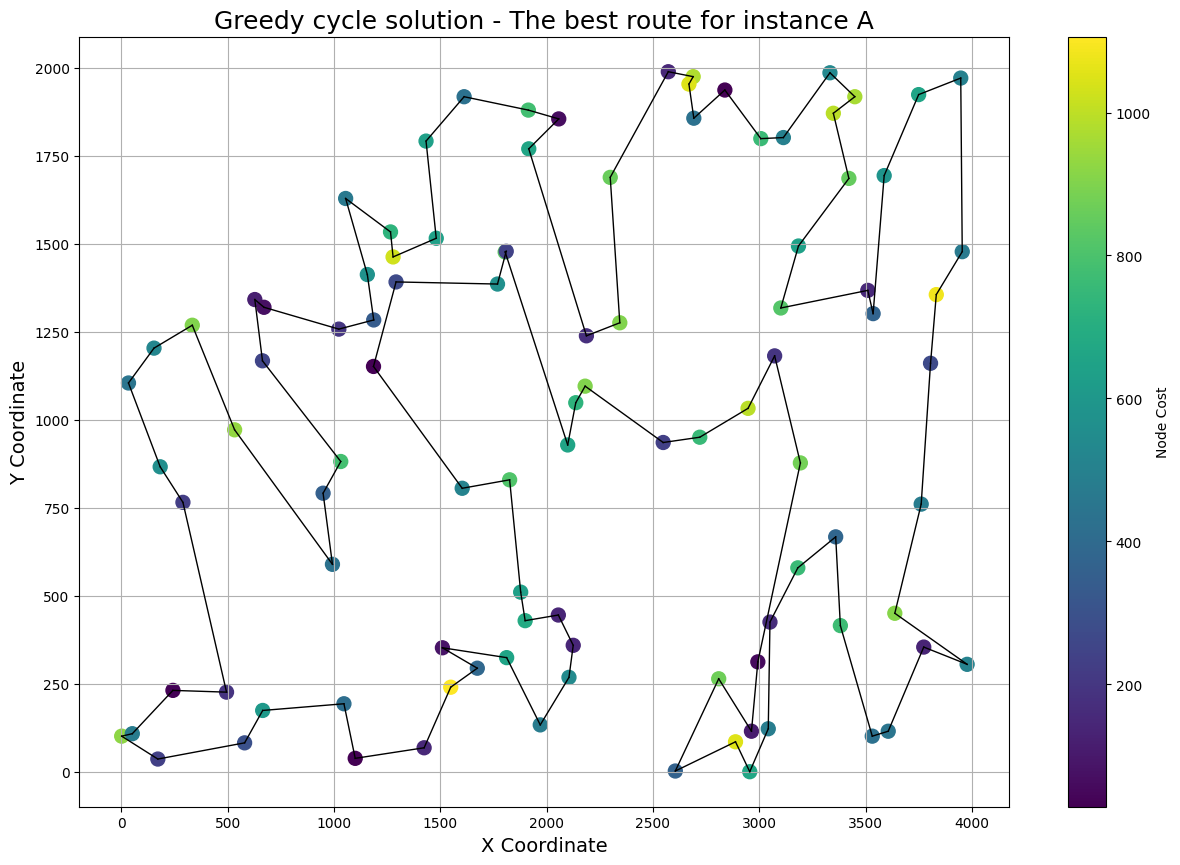 Greedy cycle solution - The best route for instance A
2000
1750
1500
1250
1000
750
500
250
0
Y Coordinate
0 500 1000 1500 2000 2500 3000 3500 4000
X Coordinate
1000
800
600
400
200
Node Cost